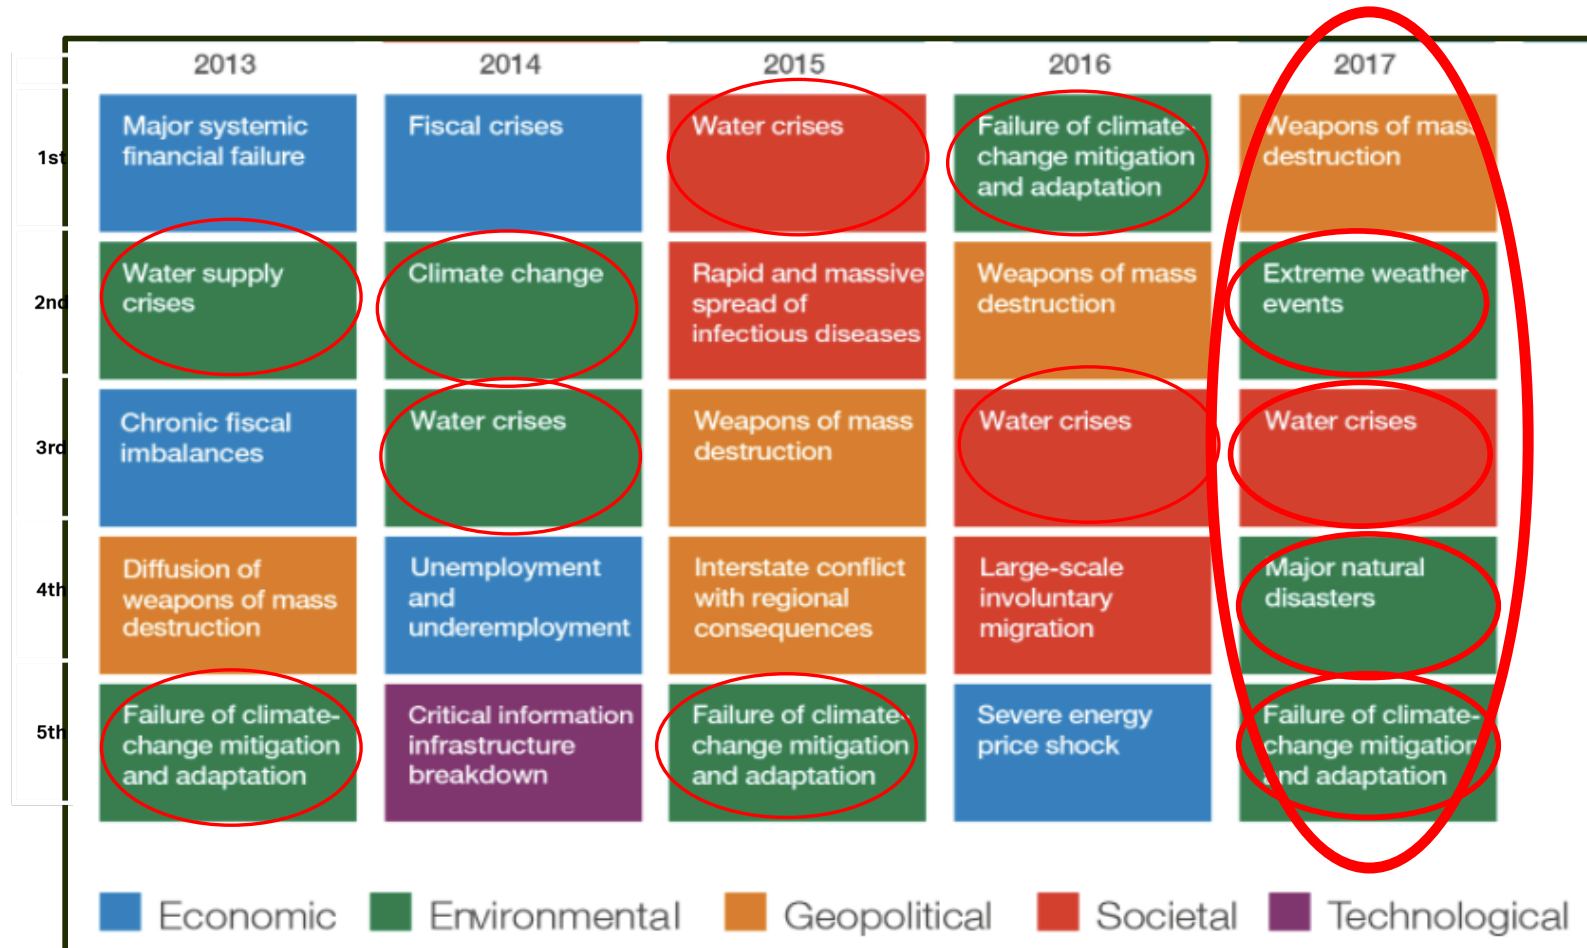 2013 2014 2015 2016 2017
1st
Major systemic
financial failure
Fiscal crises
Water crises
Failure of climate-
change mitigation
and adaptation
Weapons of mass
destruction
2nd
Water supply
crises
Climate change
Rapid and massive
spread of
infectious diseases
Weapons of mass
destruction
Extreme weather
events
3rd
Chronic fiscal
imbalances
Water crises
Weapons of mass
destruction
Water crises
Water crises
4th
Diffusion of
weapons of mass
destruction
Unemployment
and
underemployment
Interstate conflict
with regional
consequences
Large-scale
involuntary
migration
Major natural
disasters
5th
Failure of climate-
change mitigation
and adaptation
Critical information
infrastructure
breakdown
Failure of climate-
change mitigation
and adaptation
Severe energy
price shock
Failure of climate-
change mitigation
and adaptation
Economic Environmental Geopolitical Societal Technological